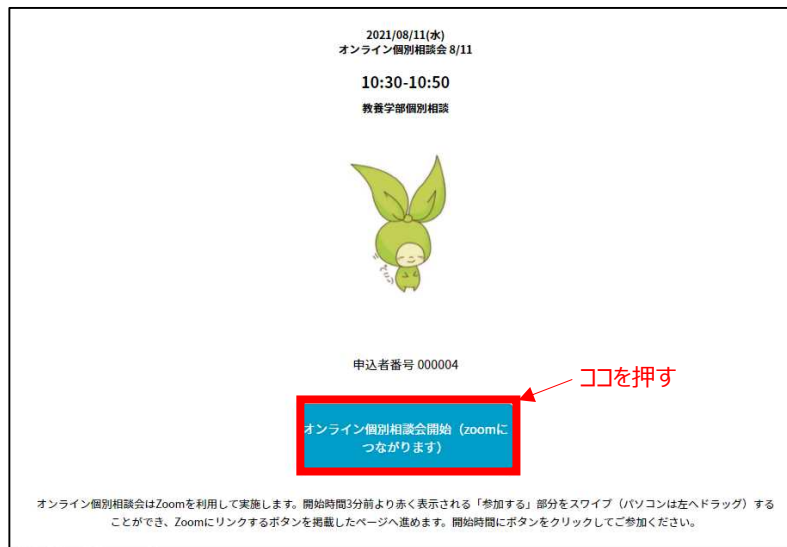 2021/08/11(水)
オンライン個別相談会 8/11
10:30-10:50
教養学部個別相談
ペこり
申込者番号 000004
ココを押す
オンライン個別相談会開始（zoomに
つながります）
オンライン個別相談会はZoomを利用して実施します。開始時間3分前より赤く表示される「参加する」部分をスワイプ（パソコンは左へドラッグ）する
ことができ、Zoomにリンクするボタンを掲載したページへ進めます。開始時間にボタンをクリックしてご参加ください。